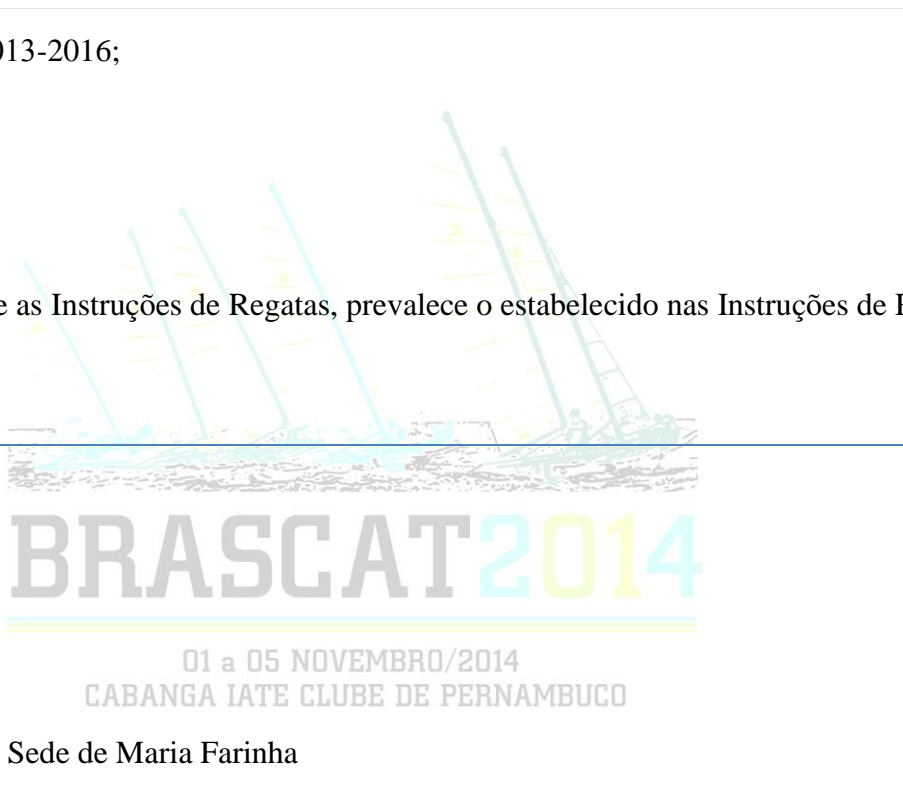 013-2016;
e as Instruções de Regatas, prevalece o estabelecido nas Instruções de
BRASCAT2014
01 a 05 NOVEMBRO/2014
CABANGA IATE CLUBE DE PERNAMBUCO
Sede de Maria Farinha